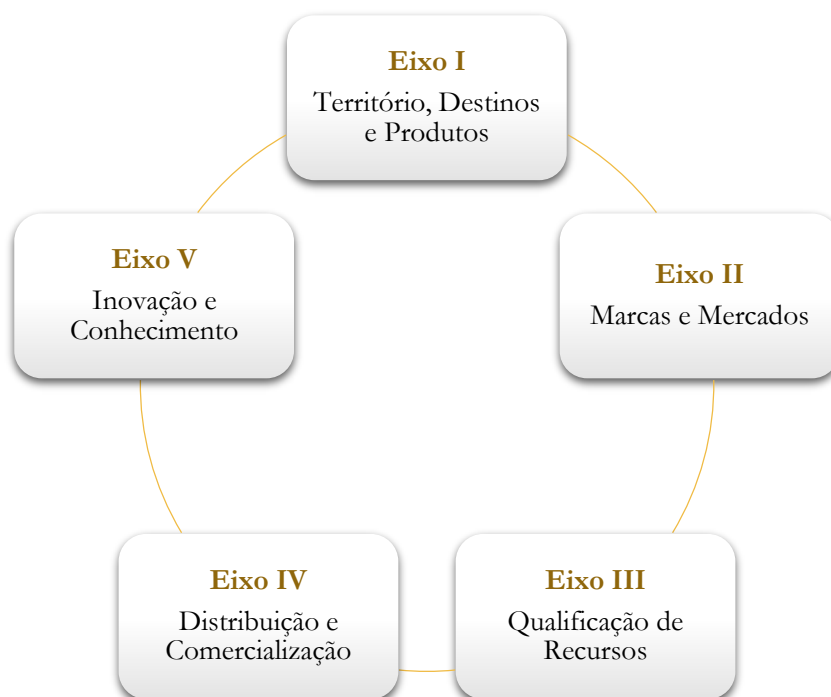 Eixo I
Território, Destinos
e Produtos
Eixo II
Marcas e Mercados
Eixo III
Qualificação de
Recursos
Eixo IV
Distribuição e
Comercialização
Eixo V
Inovação e
Conhecimento